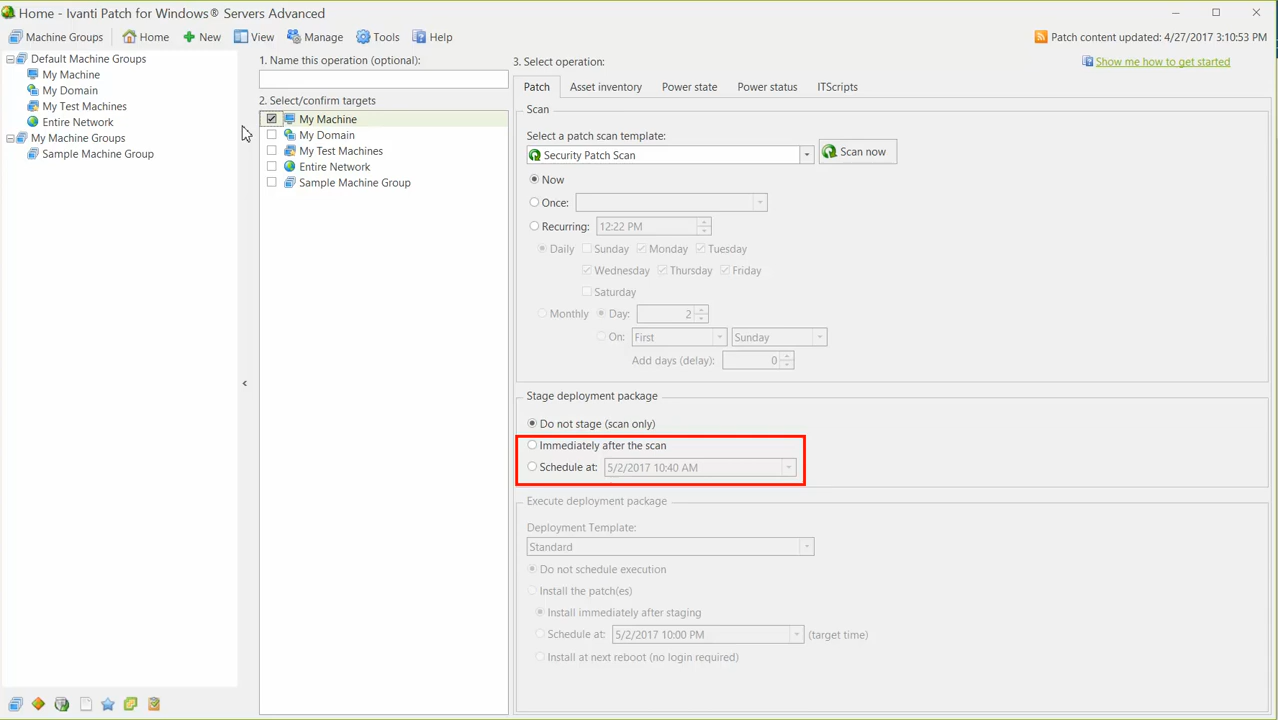 Home - Ivanti Patch for Windows® Servers Advanced
Machine Groups Home New View Manage Tools Help Patch content updated: 4/27/2017 3:10:53 PM
Show me how to get started
Default Machine Groups
My Machine
My Domain
My Test Machines
Entire Network
My Machine Groups
Sample Machine Group
1. Name this operation (optional):
2. Select/confirm targets
My Machine
My Domain
My Test Machines
Entire Network
Sample Machine Group
3. Select operation:
Patch Asset inventory Power state Power status ITScripts
Scan
Select a patch scan template:
Security Patch Scan Scan now
Now
Once:
Recurring: 12:22 PM
Daily Sunday Monday Tuesday
Wednesday Thursday Friday
Saturday
Monthly Day: 2
On: First Sunday
Add days (delay): 0
Stage deployment package
Do not stage (scan only)
Immediately after the scan
Schedule at: 5/2/2017 10:40 AM
Execute deployment package
Deployment Template:
Standard
Do not schedule execution
Install the patch(es)
Install immediately after staging
Schedule at: 5/2/2017 10:00 PM (target time)
Install at next reboot (no login required)